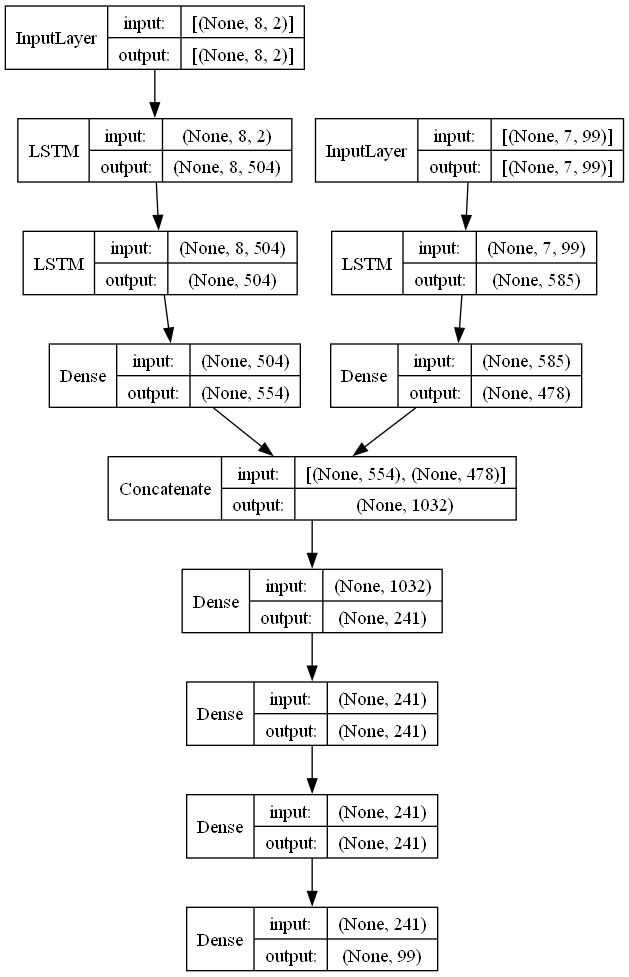 InputLayer
input: [(None, 8, 2)]
output: [(None, 8, 2)]
LSTM
input: (None, 8, 2)
output: (None, 8, 504)
InputLayer
input: [(None, 7, 99)]
output: [(None, 7, 99)]
LSTM
input: (None, 8, 504)
output: (None, 504)
LSTM
input: (None, 7, 99)
output: (None, 585)
Dense
input: (None, 504)
output: (None, 554)
Dense
input: (None, 585)
output: (None, 478)
Concatenate
input: [(None, 554), (None, 478)]
output: (None, 1032)
Dense
input: (None, 1032)
output: (None, 241)
Dense
input: (None, 241)
output: (None, 241)
Dense
input: (None, 241)
output: (None, 241)
Dense
input: (None, 241)
output: (None, 99)